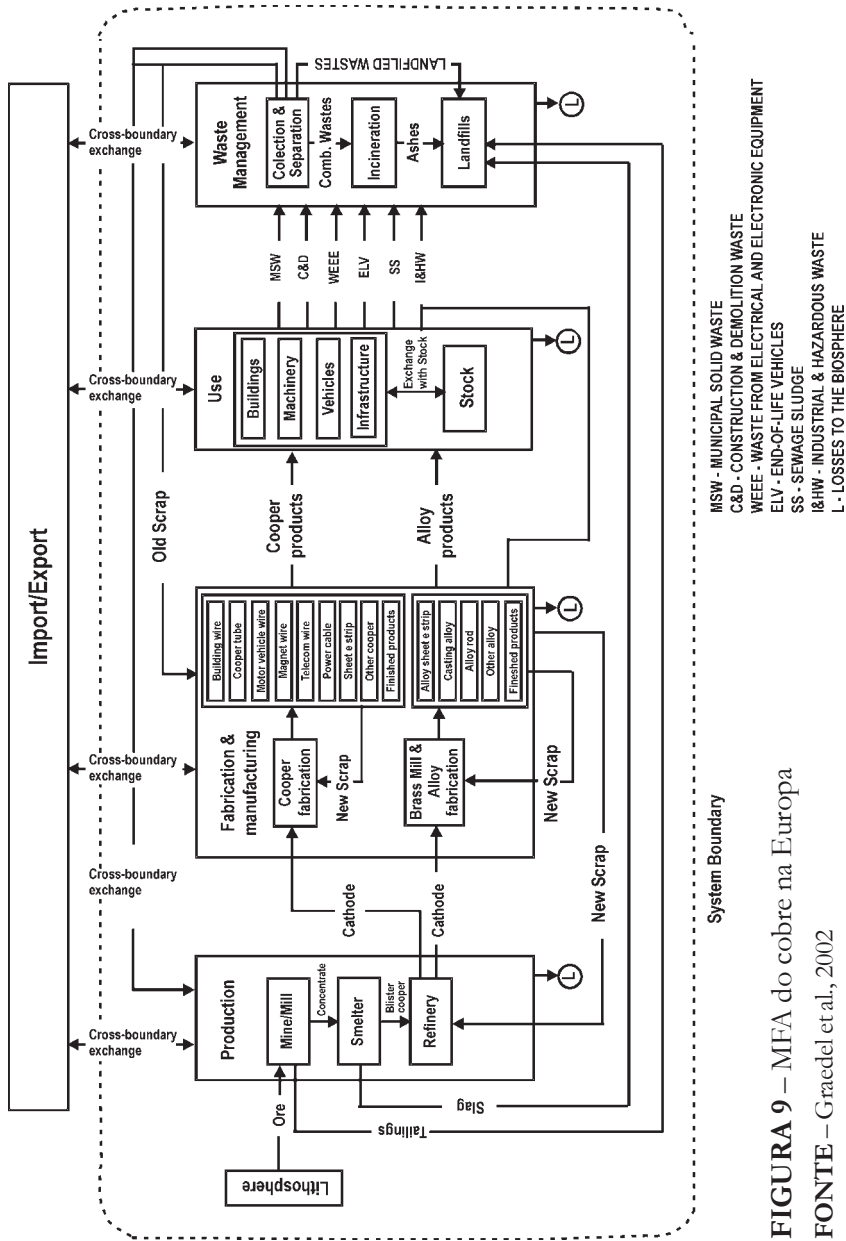 Import/Export
Cross-boundary
exchange
Cross-boundary
exchange
Cross-boundary
exchange
Cross-boundary
exchange
Cross-boundary
exchange
Old Scrap
Lithosphere
Ore
Production
Mine/Mill
Concentrate
Smelter
Blister
cooper
Refinery
L
Tailings
Slag
Cathode
Cathode
Fabrication &
manufacturing
Cooper
fabrication
New Scrap
Brass Mill &
Alloy
fabrication
New Scrap
Building wire
Cooper tube
Motor vehicle wire
Magnet wire
Telecom wire
Power cable
Sheet e strip
Other cooper
Finished products
Alloy sheet e strip
Casting alloy
Alloy rod
Other alloy
Fineshed products
L
New Scrap
Cooper
products
Alloy
products
Use
Buildings
Machinery
Vehicles
Infrastructure
Exchange
with Stock
Stock
L
MSW
C&D
WEEE
ELV
SS
I&HW
Waste
Management
Colection &
Separation
Comb. Wastes
Incineration
Ashes
Landfills
LANDFILLED WASTES
L
System Boundary
MSW - MUNICIPAL SOLID WASTE
C&D - CONSTRUCTION & DEMOLITION WASTE
WEEE - WASTE FROM ELECTRICAL AND ELECTRONIC EQUIPMENT
ELV - END-OF-LIFE VEHICLES
SS - SEWAGE SLUDGE
I&HW - INDUSTRIAL & HAZARDOUS WASTE
L - LOSSES TO THE BIOSPHERE
FIGURA 9 – MFA do cobre na Europa
FONTE – Graedel et al., 2002